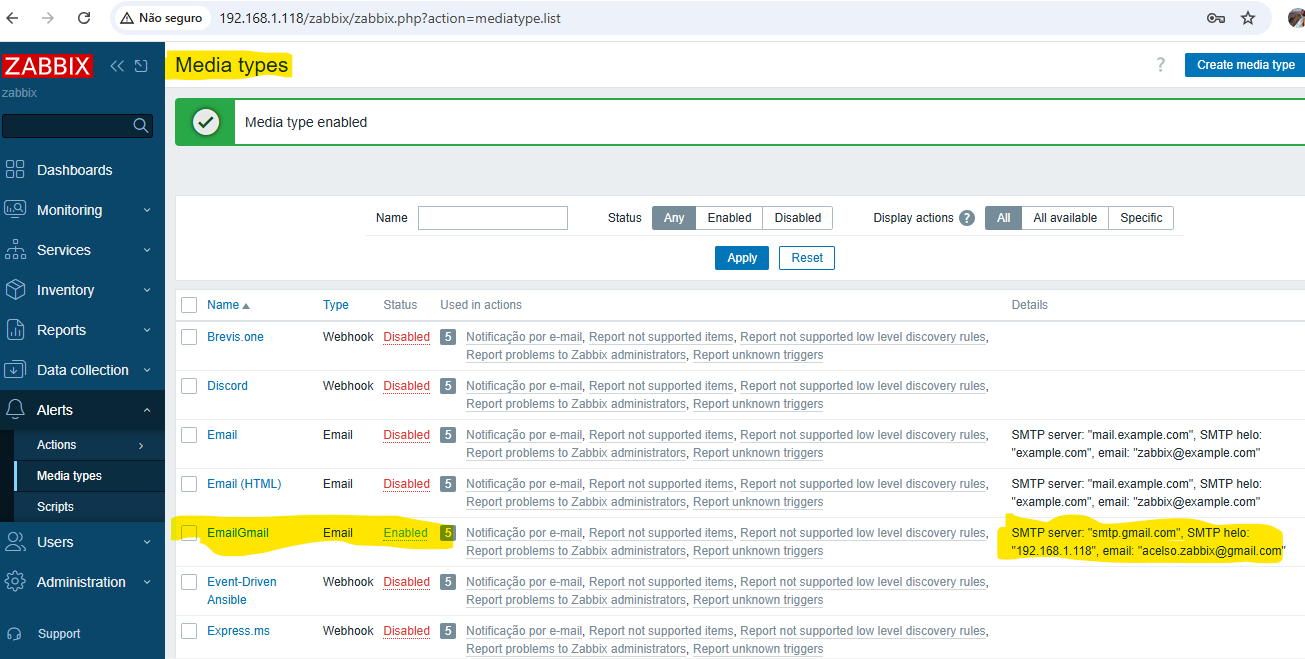 Não seguro 192.168.1.118/zabbix/zabbix.php?action=mediatype.list
ZABBIX
zabbix
Dashboards
Monitoring
Services
Inventory
Reports
Data collection
Alerts
Actions
Media types
Scripts
Users
Administration
Support
Media types
? Create media type
Media type enabled
Name Status Any Enabled Disabled Display actions ? All All available Specific
Apply Reset
Name Type Status Used in actions Details
Brevis.one Webhook Disabled 5 Notificação por e-mail, Report not supported items, Report not supported low level discovery rules,
Report problems to Zabbix administrators, Report unknown triggers
Discord Webhook Disabled 5 Notificação por e-mail, Report not supported items, Report not supported low level discovery rules,
Report problems to Zabbix administrators, Report unknown triggers
Email Email Disabled 5 Notificação por e-mail, Report not supported items, Report not supported low level discovery rules, SMTP server: "mail.example.com", SMTP helo:
Report problems to Zabbix administrators, Report unknown triggers "example.com", email: "zabbix@example.com"
Email (HTML) Email Disabled 5 Notificação por e-mail, Report not supported items, Report not supported low level discovery rules, SMTP server: "mail.example.com", SMTP helo:
Report problems to Zabbix administrators, Report unknown triggers "example.com", email: "zabbix@example.com"
EmailGmail Email Enabled 5 Notificação por e-mail, Report not supported items, Report not supported low level discovery rules, SMTP server: "smtp.gmail.com", SMTP helo:
Report problems to Zabbix administrators, Report unknown triggers "192.168.1.118", email: "acelso.zabbix@gmail.com"
Event-Driven Webhook Disabled 5 Notificação por e-mail, Report not supported items, Report not supported low level discovery rules,
Ansible Report problems to Zabbix administrators, Report unknown triggers
Express.ms Webhook Disabled 5 Notificação por e-mail, Report not supported items, Report not supported low level discovery rules,
Report problems to Zabbix administrators, Report unknown triggers